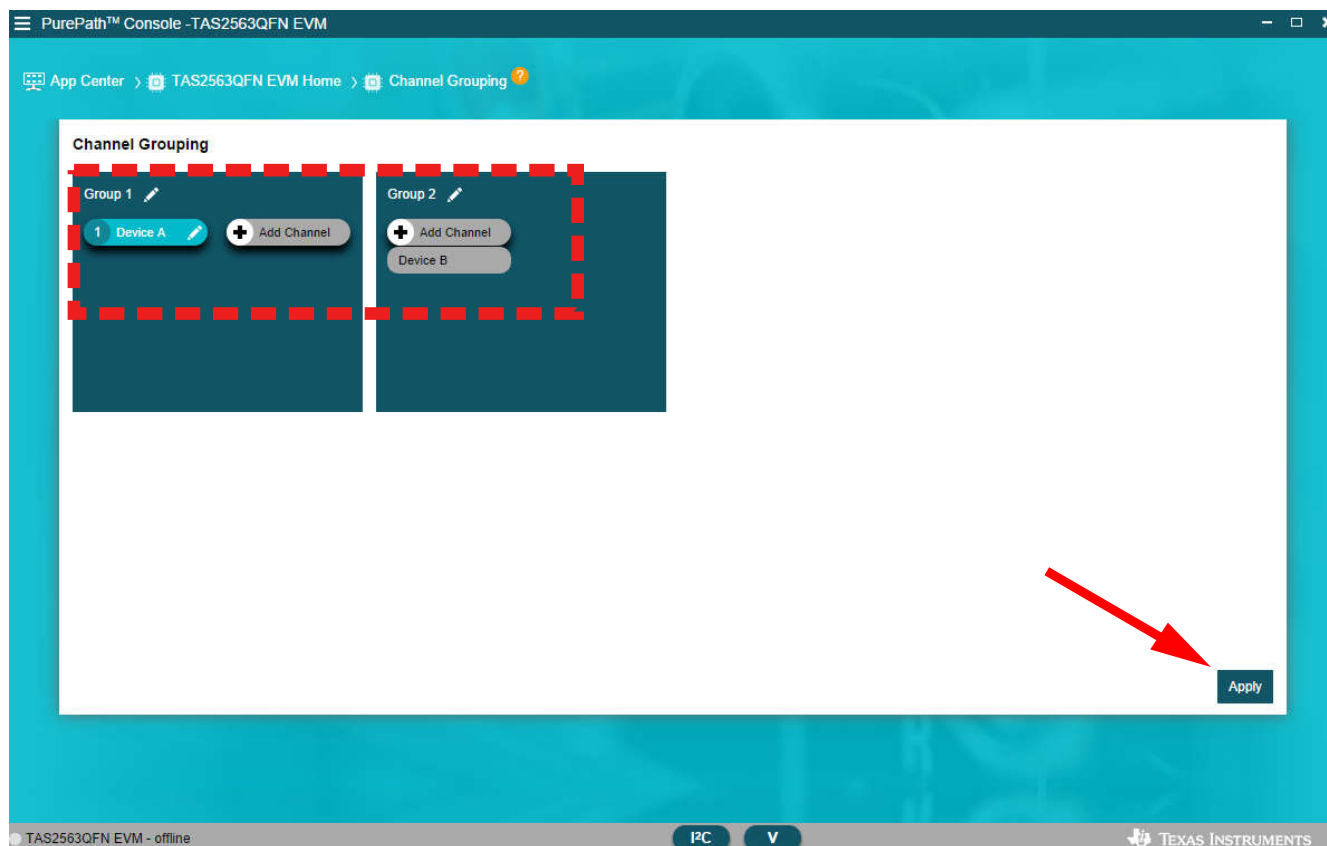 PurePath™ Console -TAS2563QFN EVM
App Center > TAS2563QFN EVM Home > Channel Grouping ?
Channel Grouping
Group 1
1 Device A
Add Channel
Group 2
Add Channel
Device B
Apply
TAS2563QFN EVM - offline
I²C
V
TEXAS INSTRUMENTS